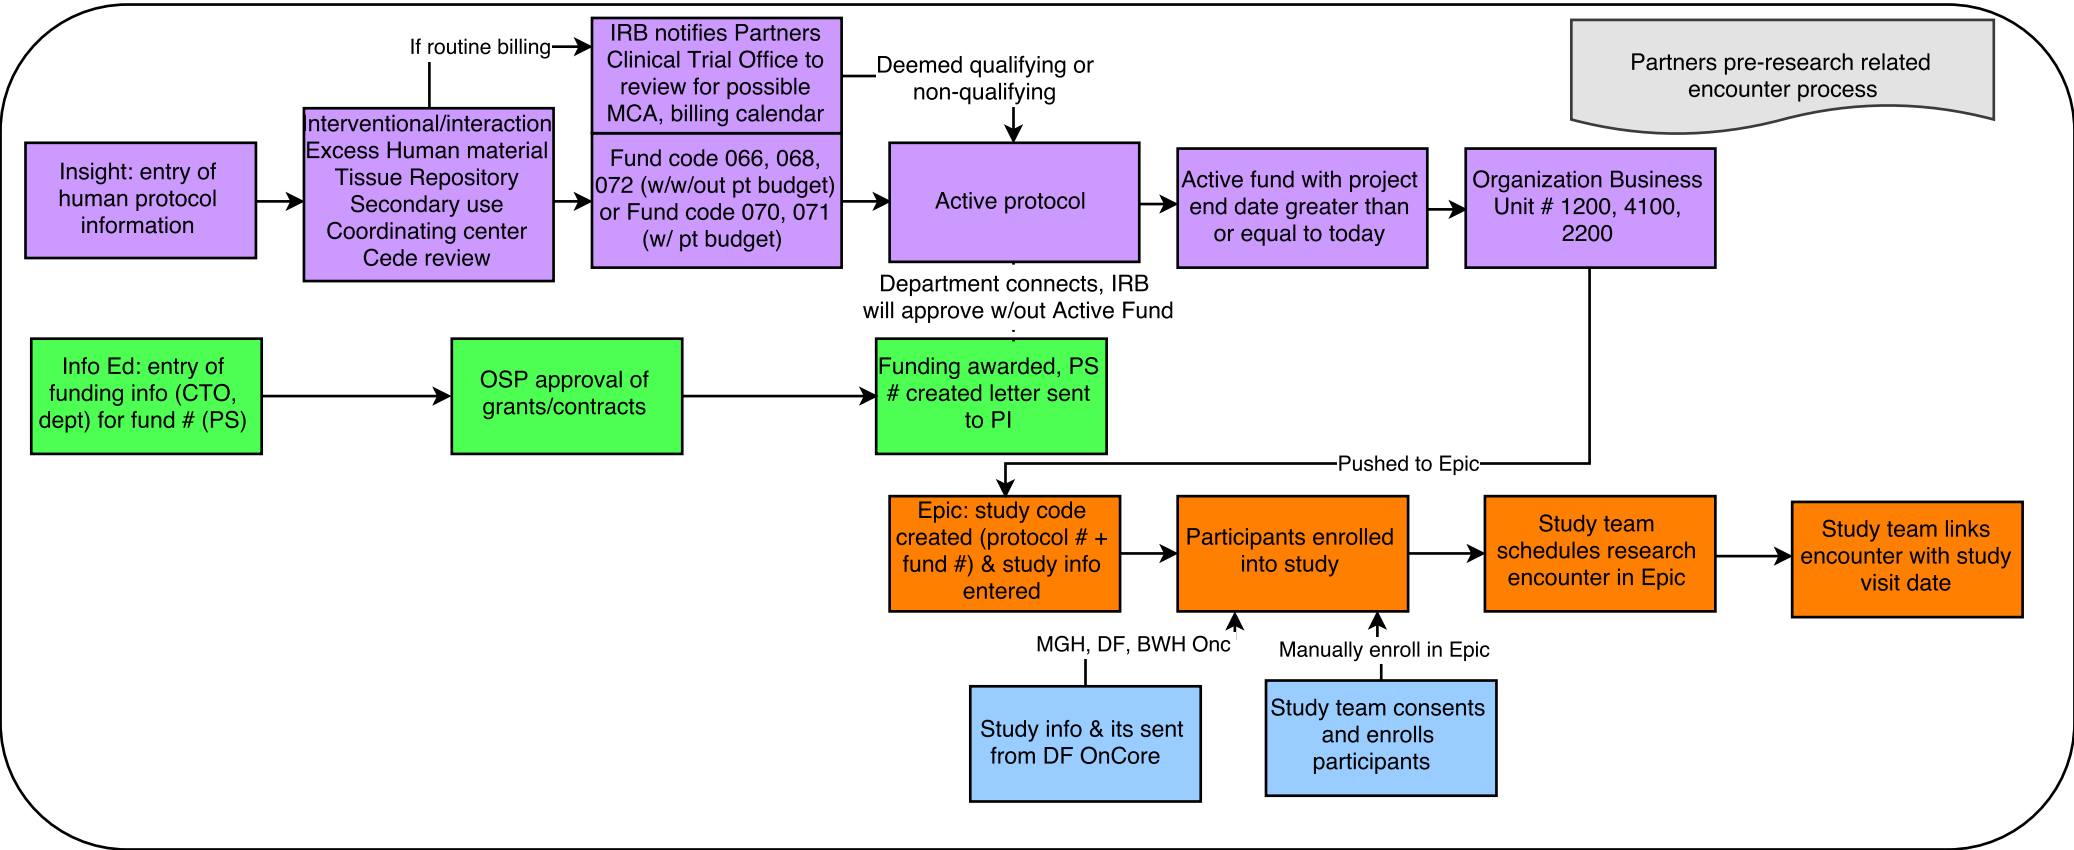 If routine billing
IRB notifies Partners
Clinical Trial Office to
review for possible
MCA, billing calendar
Deemed qualifying or
non-qualifying
Partners pre-research related
encounter process
Insight: entry of
human protocol
information
Interventional/interaction
Excess Human material
Tissue Repository
Secondary use
Coordinating center
Cede review
Fund code 066, 068,
072 (w/w/out pt budget)
or Fund code 070, 071
(w/ pt budget)
Active protocol
Active fund with project
end date greater than
or equal to today
Organization Business
Unit # 1200, 4100,
2200
Department connects, IRB
will approve w/out Active Fund
Info Ed: entry of
funding info (CTO,
dept) for fund # (PS)
OSP approval of
grants/contracts
Funding awarded, PS
# created letter sent
to PI
Pushed to Epic
Epic: study code
created (protocol # +
fund #) & study info
entered
Participants enrolled
into study
Study team
schedules research
encounter in Epic
Study team links
encounter with study
visit date
MGH, DF, BWH Onc
Manually enroll in Epic
Study info & its sent
from DF OnCore
Study team consents
and enrolls
participants